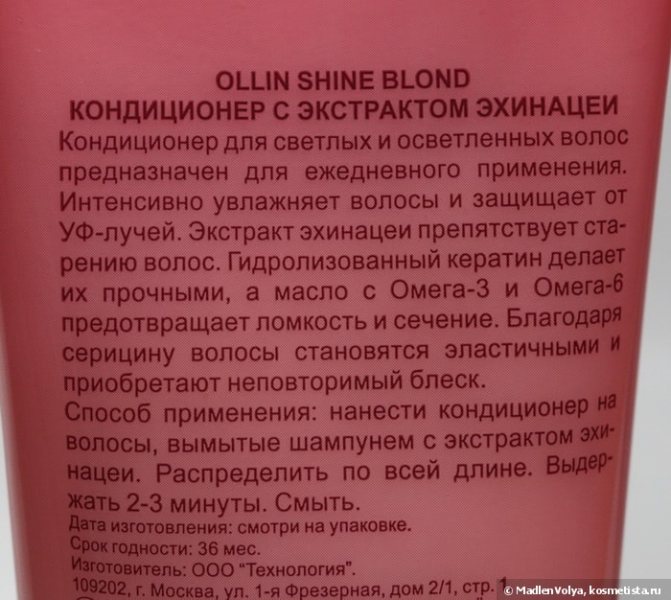 OLLIN SHINE BLOND
КОНДИЦИОНЕР С ЭКСТРАКТОМ ЭХИНАЦЕИ
Кондиционер для светлых и осветленных волос
предназначен для ежедневного применения.
Интенсивно увлажняет волосы и защищает от
УФ-лучей. Экстракт эхинацеи препятствует ста-
рению волос. Гидролизованный кератин делает
их прочными, а масло с Омега-3 и Омега-6
предотвращает ломкость и сечение. Благодаря
серицину волосы становятся эластичными и
приобретают неповторимый блеск.
Способ применения: нанести кондиционер на
волосы, вымытые шампунем с экстрактом эхи-
нацеи. Распределить по всей длине. Выдер-
жать 2-3 минуты. Смыть.
Дата изготовления: смотри на упаковке.
Срок годности: 36 мес.
Изготовитель: ООО "Технология".
109202, г. Москва, ул. 1-я Фрезерная, дом 2/1, стр. 1
© MadlenVolya, kosmetista.ru